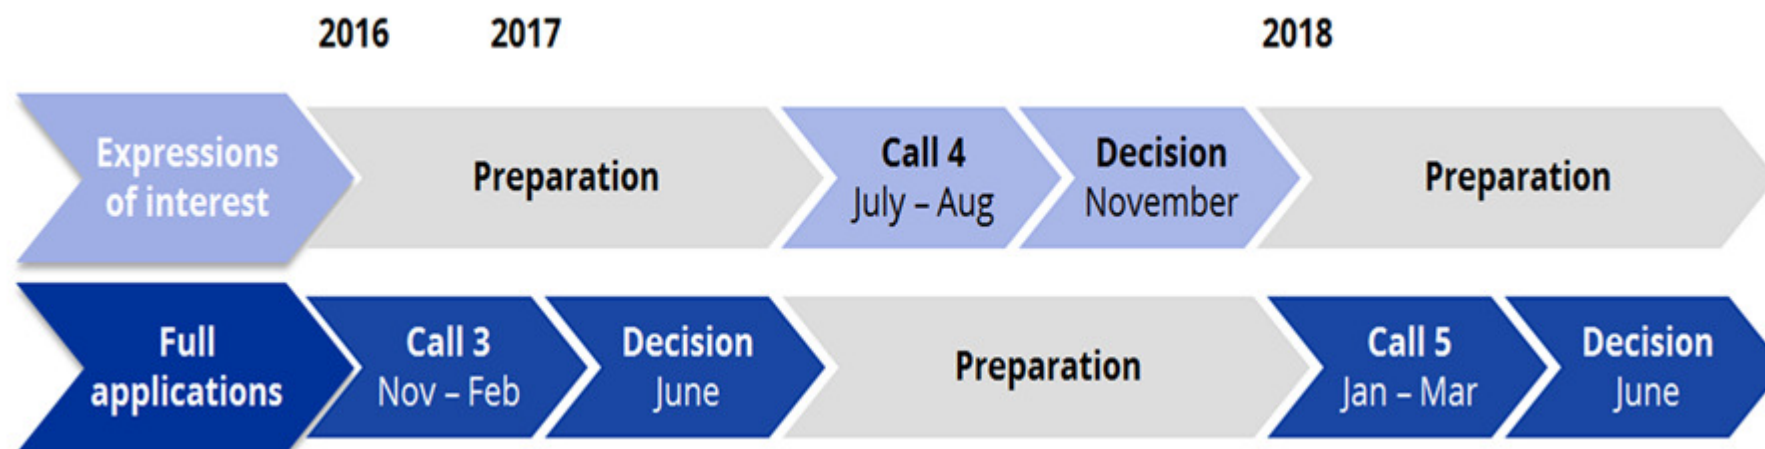 2016 2017 2018
Expressions
of interest
Preparation
Call 4
July – Aug
Decision
November
Preparation
Full
applications
Call 3
Nov – Feb
Decision
June
Preparation
Call 5
Jan – Mar
Decision
June